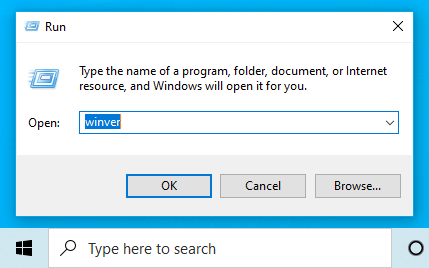 Run
Type the name of a program, folder, document, or Internet
resource, and Windows will open it for you.
Open: winver
OK Cancel Browse...
Type here to search